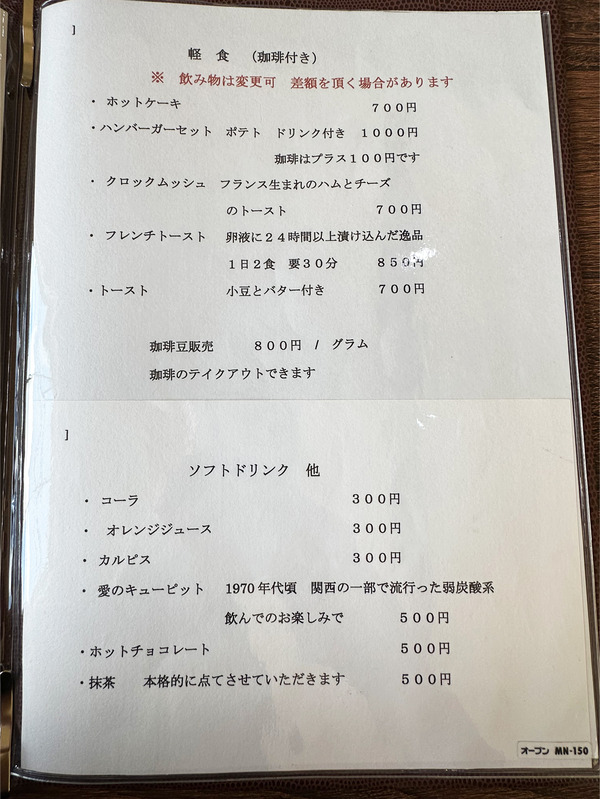 ]
軽 食 （珈琲付き）
※ 飲み物は変更可 差額を頂く場合があります
・ ホットケーキ ７００円
・ハンバーガーセット ポテト ドリンク付き １０００円
珈琲はプラス１００円です
・ クロックムッシュ フランス生まれのハムとチーズ
のトースト ７００円
・ フレンチトースト 卵液に２４時間以上漬け込んだ逸品
１日２食 要３０分 ８５０円
・トースト 小豆とバター付き ７００円
珈琲豆販売 ８００円 / グラム
珈琲のテイクアウトできます
]
ソフトドリンク 他
・ コーラ ３００円
・ オレンジジュース ３００円
・ カルピス ３００円
・ 愛のキューピット 1970年代頃 関西の一部で流行った弱炭酸系
飲んでのお楽しみで ５００円
・ホットチョコレート ５００円
・抹茶 本格的に点てさせていただきます ５００円
オープン MN-150